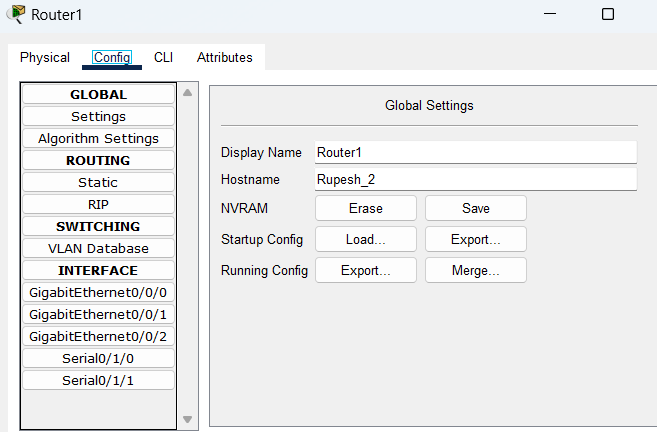 Router1
Physical Config CLI Attributes
GLOBAL
Settings
Algorithm Settings
ROUTING
Static
RIP
SWITCHING
VLAN Database
INTERFACE
GigabitEthernet0/0/0
GigabitEthernet0/0/1
GigabitEthernet0/0/2
Serial0/1/0
Serial0/1/1
Global Settings
Display Name Router1
Hostname Rupesh_2
NVRAM Erase Save
Startup Config Load... Export...
Running Config Export... Merge...